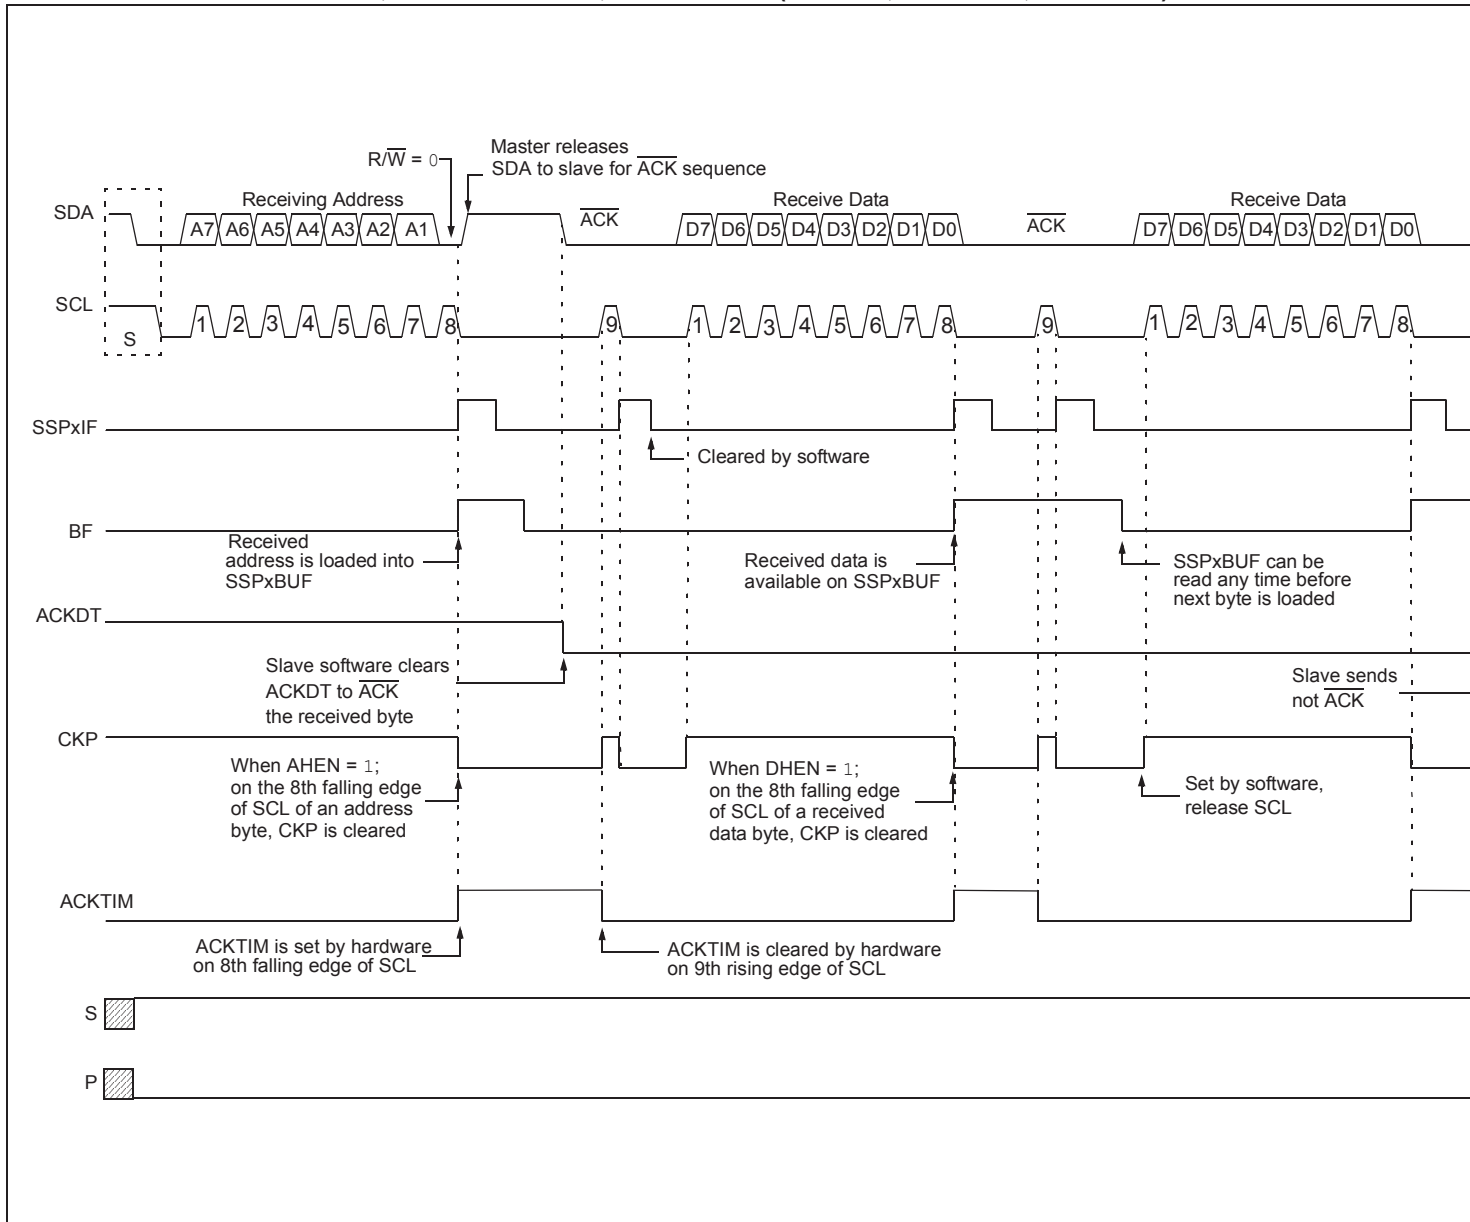 R/W = 0
Master releases
SDA to slave for ACK sequence
SDA
Receiving Address
A7 A6 A5 A4 A3 A2 A1
ACK
Receive Data
D7 D6 D5 D4 D3 D2 D1 D0
ACK
Receive Data
D7 D6 D5 D4 D3 D2 D1 D0
SCL
S
1 2 3 4 5 6 7 8
9
1 2 3 4 5 6 7 8
9
1 2 3 4 5 6 7 8
SSPxIF
Cleared by software
BF
Received
address is loaded into
SSPxBUF
Received data is
available on SSPxBUF
SSPxBUF can be
read any time before
next byte is loaded
ACKDT
Slave software clears
ACKDT to ACK
the received byte
Slave sends
not ACK
CKP
When AHEN = 1;
on the 8th falling edge
of SCL of an address
byte, CKP is cleared
When DHEN = 1;
on the 8th falling edge
of SCL of a received
data byte, CKP is cleared
Set by software,
release SCL
ACKTIM
ACKTIM is set by hardware
on 8th falling edge of SCL
ACKTIM is cleared by hardware
on 9th rising edge of SCL
S
P